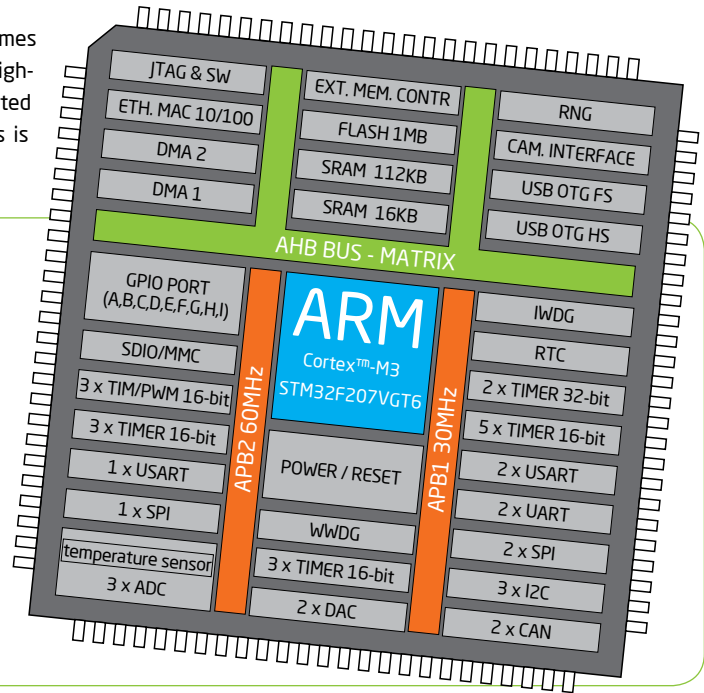 JTAG & SW
ETH. MAC 10/100
DMA 2
DMA 1
EXT. MEM. CONTR
FLASH 1MB
SRAM 112KB
SRAM 16KB
RNG
CAM. INTERFACE
USB OTG FS
USB OTG HS
AHB BUS - MATRIX
GPIO PORT
(A,B,C,D,E,F,G,H,I)
SDIO/MMC
3 x TIM/PWM 16-bit
3 x TIMER 16-bit
1 x USART
1 x SPI
temperature sensor
3 x ADC
APB2 60MHz
ARM
Cortex™-M3
STM32F207VGT6
POWER / RESET
WWDG
3 x TIMER 16-bit
2 x DAC
APB1 30MHz
IWDG
RTC
2 x TIMER 32-bit
5 x TIMER 16-bit
2 x USART
2 x UART
2 x SPI
3 x I2C
2 x CAN
is